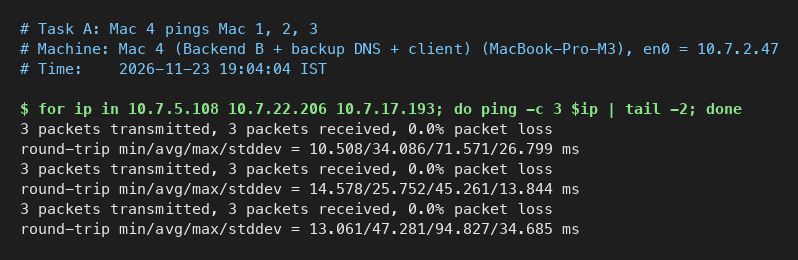 # Task A: Mac 4 pings Mac 1, 2, 3
# Machine: Mac 4 (Backend B + backup DNS + client) (MacBook-Pro-M3), en0 = 10.7.2.47
# Time:    2026-11-23 19:04:04 IST
$ for ip in 10.7.5.108 10.7.22.206 10.7.17.193; do ping -c 3 $ip | tail -2; done
3 packets transmitted, 3 packets received, 0.0% packet loss
round-trip min/avg/max/stddev = 10.508/34.086/71.571/26.799 ms
3 packets transmitted, 3 packets received, 0.0% packet loss
round-trip min/avg/max/stddev = 14.578/25.752/45.261/13.844 ms
3 packets transmitted, 3 packets received, 0.0% packet loss
round-trip min/avg/max/stddev = 13.061/47.281/94.827/34.685 ms